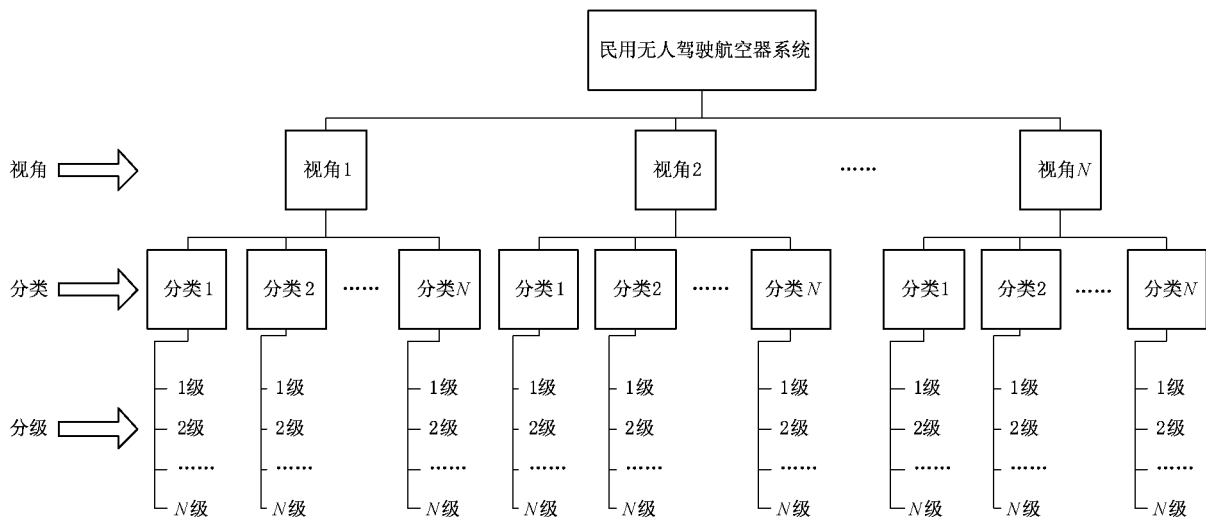 民用无人驾驶航空器系统
视角 视角1 视角2 …… 视角N
分类 分类1 分类2 …… 分类N 分类1 分类2 …… 分类N 分类1 分类2 …… 分类N
1级 1级 1级 1级 1级 1级 1级 1级 1级
分级 2级 2级 2级 2级 2级 2级 2级 2级 2级
…… …… …… …… …… …… …… …… ……
N级 N级 N级 N级 N级 N级 N级 N级 N级